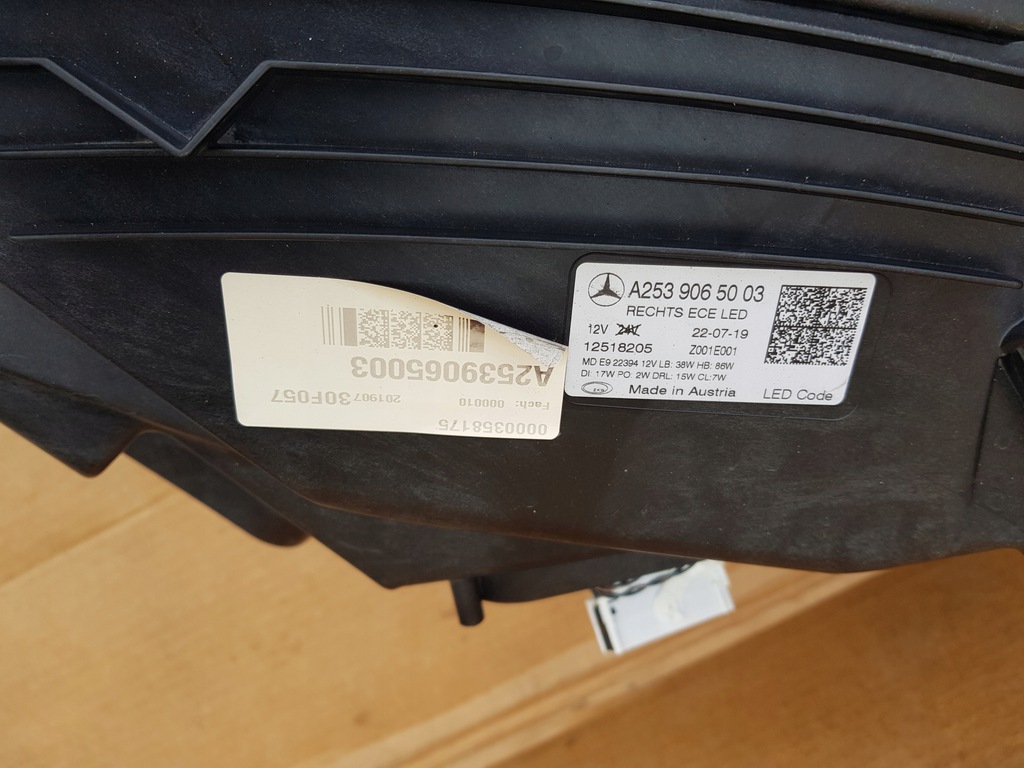 A253 906 50 03
RECHTS ECE LED
12V 24V 22-07-19
12518205 Z001E001
MD E9 22394 12V LB: 38W HB: 86W
DI: 17W PO: 2W DRL: 15W CL:7W
Made in Austria LED Code
0000358175
Fach: 000010 201907 30F057
A2539065003